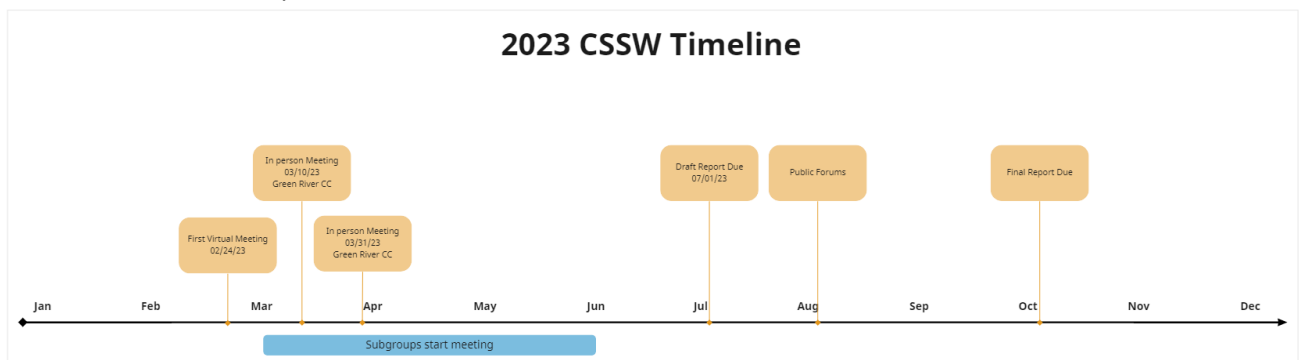 2023 CSSW Timeline
In person Meeting
03/10/23
Green River CC
Draft Report Due
07/01/23
Public Forums
Final Report Due
First Virtual Meeting
02/24/23
In person Meeting
03/31/23
Green River CC
Jan Feb Mar Apr May Jun Jul Aug Sep Oct Nov Dec
Subgroups start meeting